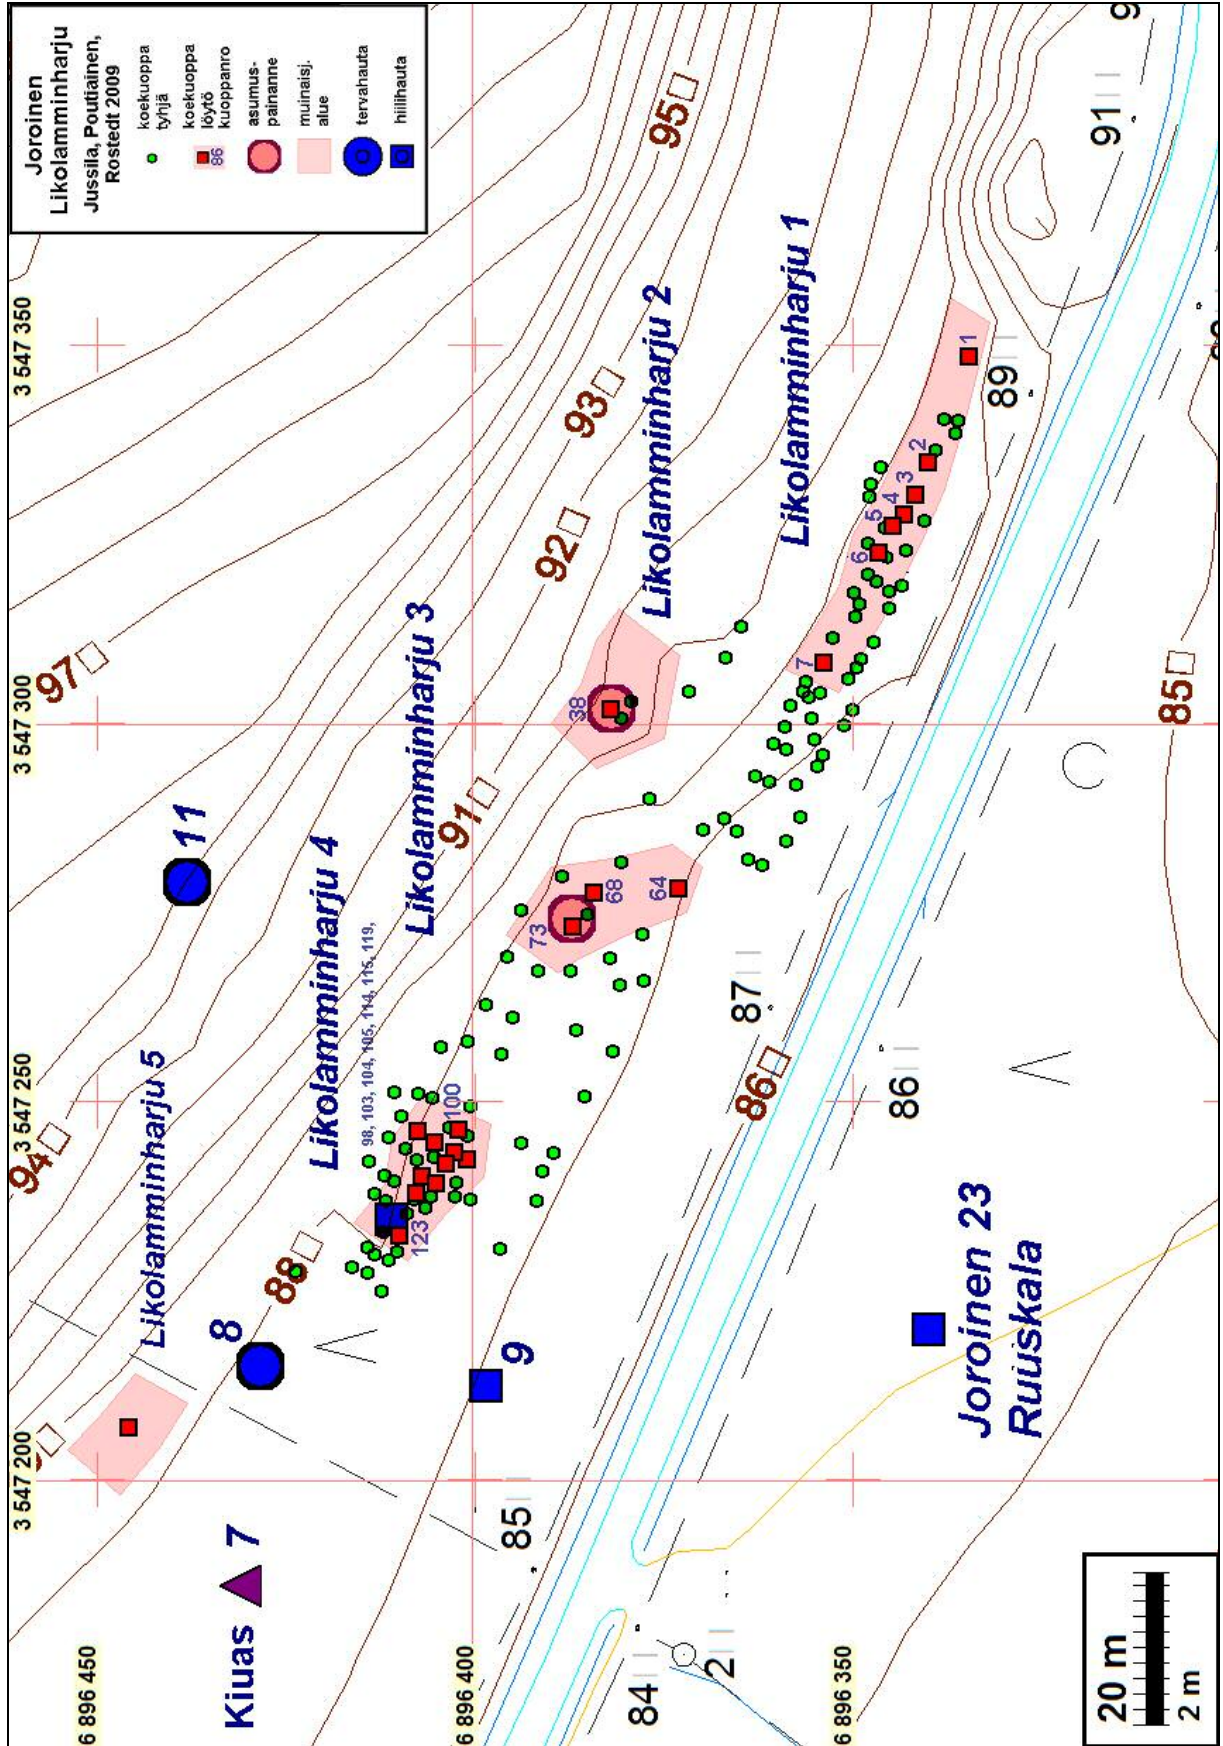 Joroinen
Likolamminharju
Jussila, Poutiainen,
Rostedt 2009
koekuoppa
tyhjä
koekuoppa
löytö
kuoppanro
86
asumus-
painanne
muinaisj.
alue
tervahauta
hiilihauta
3 547 350
3 547 300
3 547 250
3 547 200
6 896 450
6 896 400
6 896 350
97
95
94
93
92
91
88
86
85
91
89
87
86
85
84
2
Likolamminharju 1
1
2
3
4
5
6
7
Likolamminharju 2
38
Likolamminharju 3
73
68
64
Likolamminharju 4
98, 103, 104, 105, 114, 115, 119,
100
123
Likolamminharju 5
11
8
9
Kiuas 7
Joroinen 23
Ruuskala
20 m
2 m